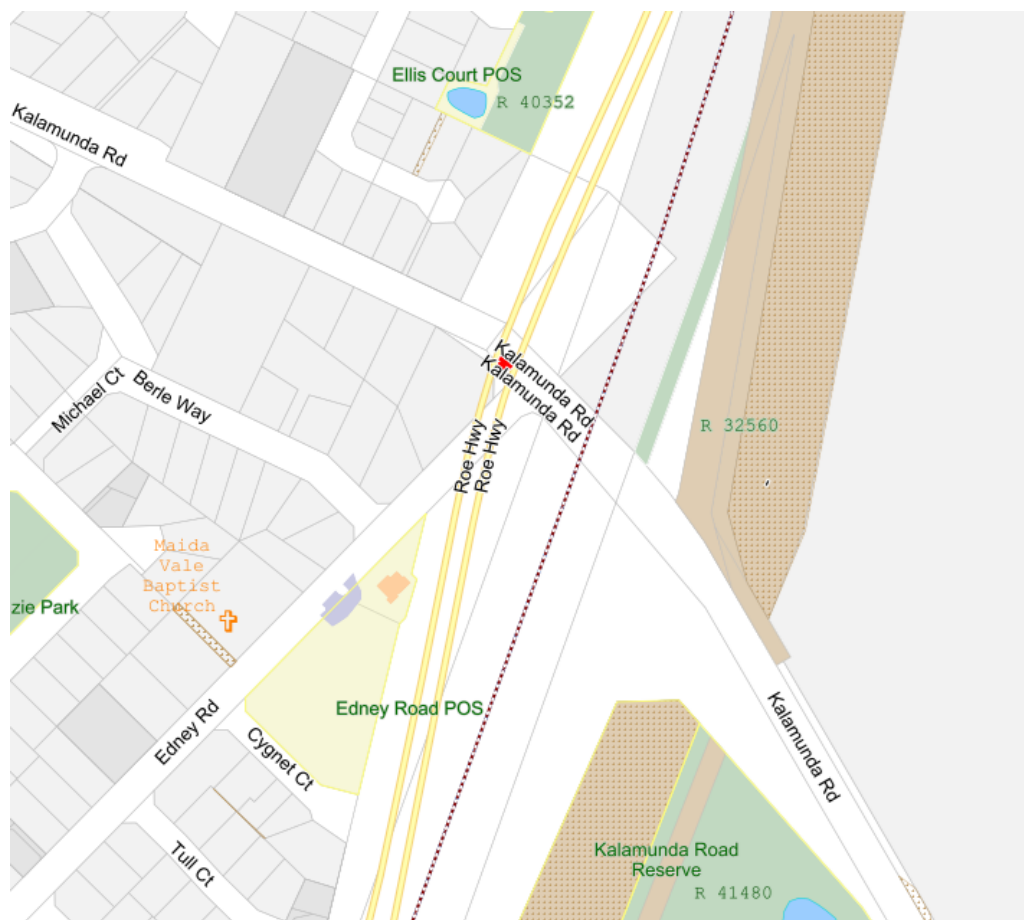 Ellis Court POS
R 40352
Kalamunda Rd
Kalamunda Rd
Kalamunda Rd
Michael Ct
Berle Way
R 32560
Roe Hwy
Roe Hwy
Maida
Vale
Baptist
Church
zie Park
Edney Road POS
Edney Rd
Cygnet Ct
Kalamunda Rd
Tull Ct
Kalamunda Road
Reserve
R 41480